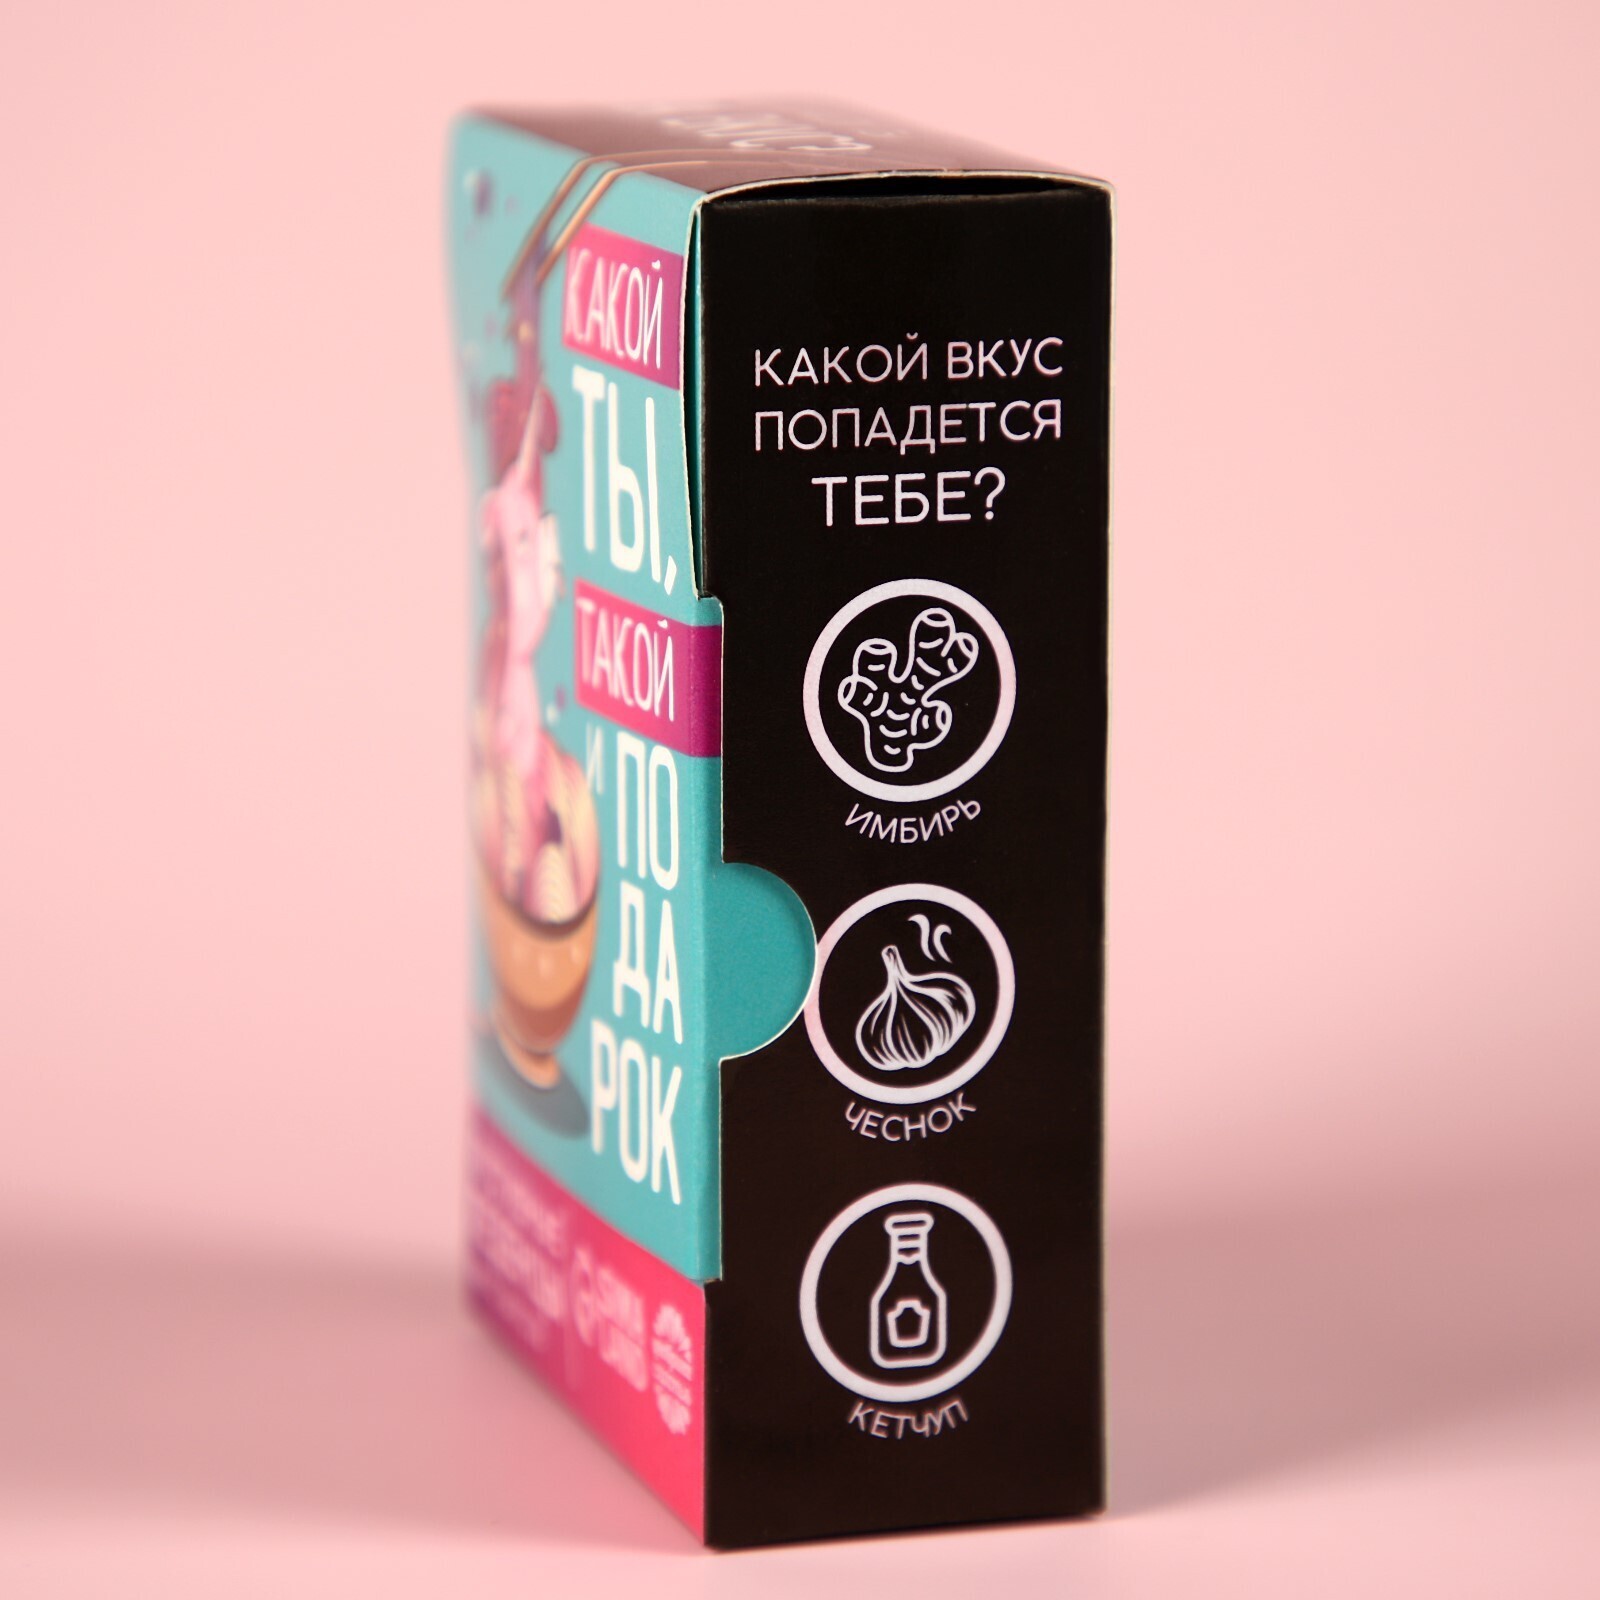 КАКОЙ
ТЫ,
ТАКОЙ
И ПО
ДА
РОК
КАКОЙ ВКУС
ПОПАДЕТСЯ
ТЕБЕ?
ИМБИРЬ
ЧЕСНОК
КЕТЧУП